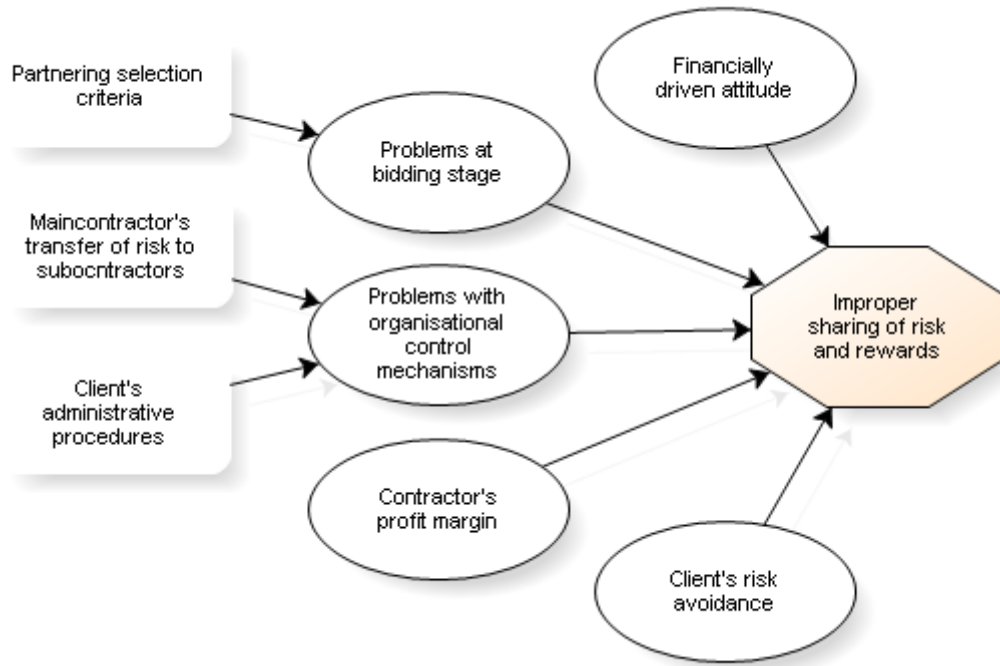 Partnering selection
criteria
Maincontractor's
transfer of risk to
subocntractors
Client's
administrative
procedures
Problems at
bidding stage
Problems with
organisational
control
mechanisms
Contractor's
profit margin
Financially
driven attitude
Client's risk
avoidance
Improper
sharing of risk
and rewards